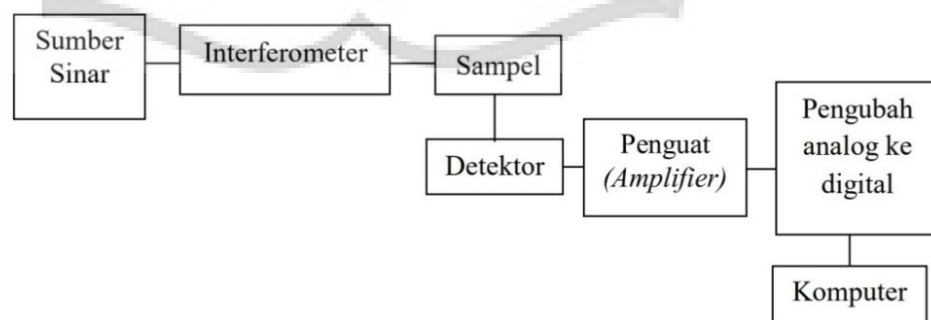 Sumber
Sinar
Interferometer
Sampel
Detektor
Penguat
(Amplifier)
Pengubah
analog ke
digital
Komputer